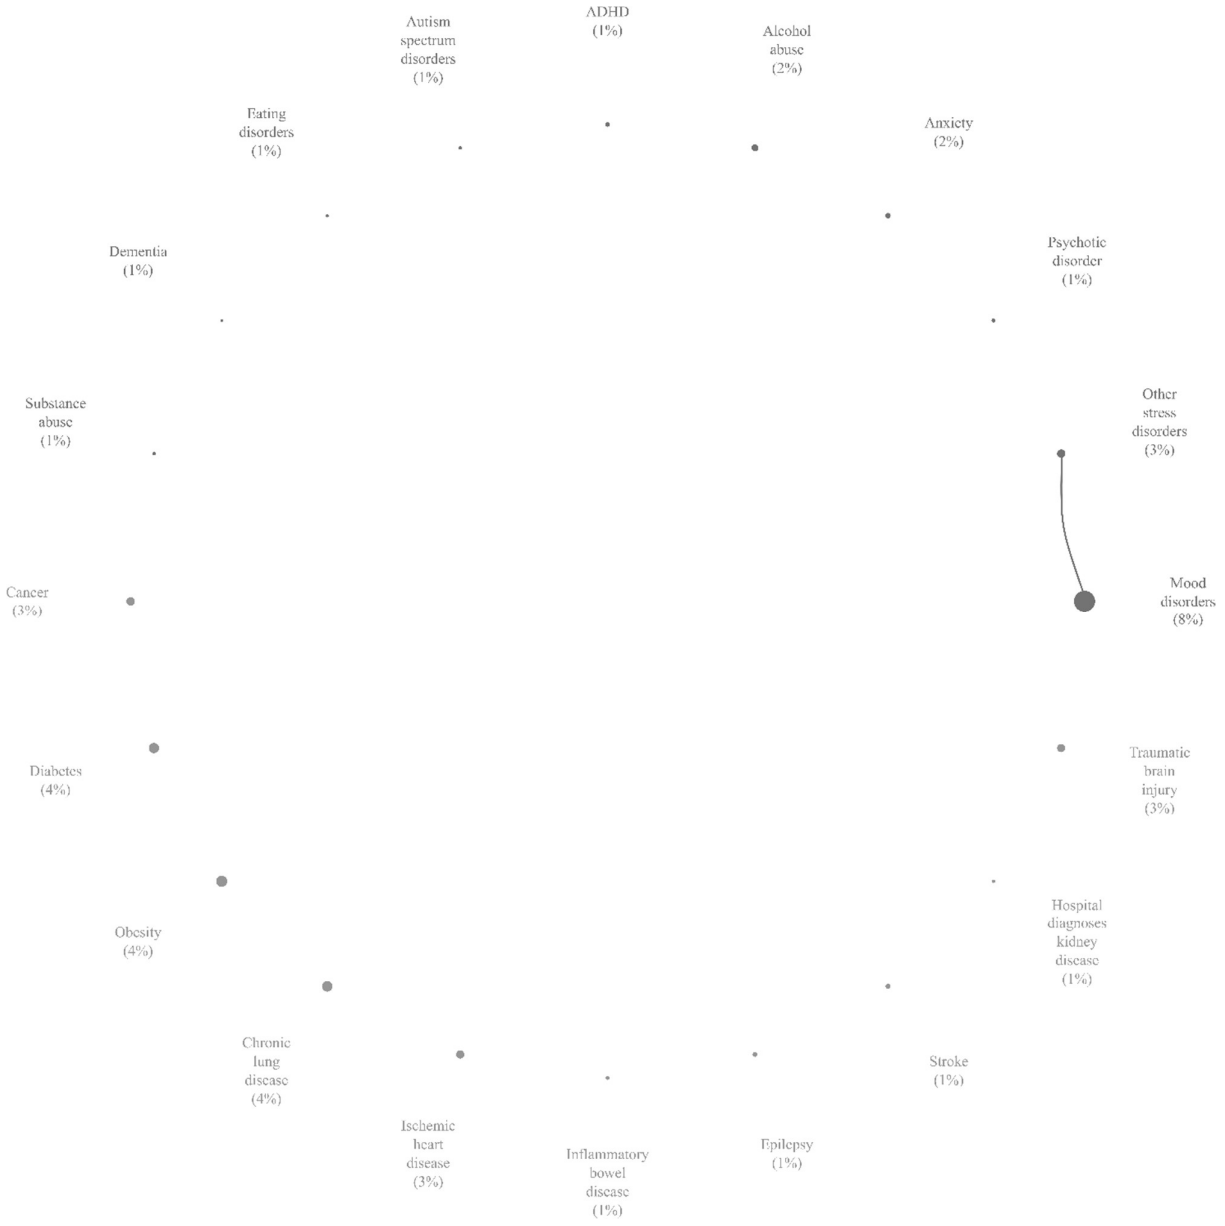 ADHD
(1%)
Autism
spectrum
disorders
(1%)
Alcohol
abuse
(2%)
Eating
disorders
(1%)
Anxiety
(2%)
Dementia
(1%)
Psychotic
disorder
(1%)
Substance
abuse
(1%)
Other
stress
disorders
(3%)
Cancer
(3%)
Mood
disorders
(8%)
Diabetes
(4%)
Traumatic
brain
injury
(3%)
Obesity
(4%)
Hospital
diagnoses
kidney
disease
(1%)
Chronic
lung
disease
(4%)
Stroke
(1%)
Ischemic
heart
disease
(3%)
Inflammatory
bowel
disease
(1%)
Epilepsy
(1%)